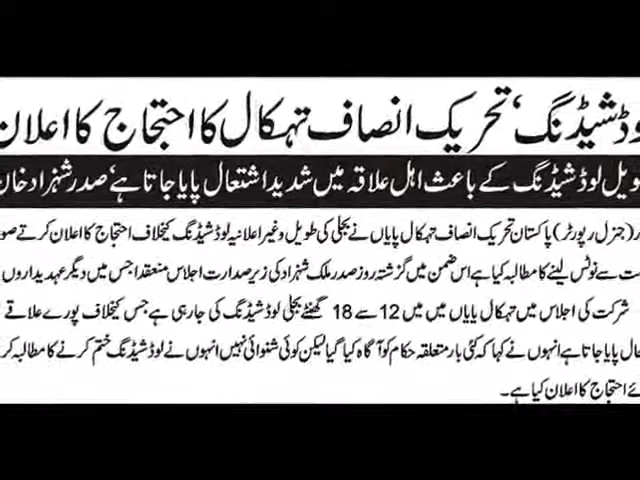 لوڈشیڈنگ، تحریک انصاف تہکال کا احتجاج کا اعلان
طویل لوڈشیڈنگ کے باعث اہل علاقہ میں شدید اشتعال پایا جاتا ہے، صدر شہزاد خان
(جنرل رپورٹر) پاکستان تحریک انصاف تہکال پایاں نے بجلی کی طویل وغیر اعلانیہ لوڈشیڈنگ کیخلاف احتجاج کا اعلان کرتے
سے نوٹس لینے کا مطالبہ کیا ہے اس ضمن میں گزشتہ روز صدر ملک شہزاد کی زیر صدارت اجلاس منعقد ہوا جس میں دیگر عہدیداروں
شرکت کی اجلاس میں تہکال پایاں میں میں 12 سے 18 گھنٹے بجلی لوڈشیڈنگ کی جارہی ہے جس کیخلاف پورے علاقے
پایا جاتا ہے انہوں نے کہا کہ کئی بار متعلقہ حکام کو آگاہ کیا گیا لیکن کوئی شنوائی نہیں انہوں نے لوڈشیڈنگ ختم کرنے کا مطالبہ
احتجاج کا اعلان کیا ہے۔